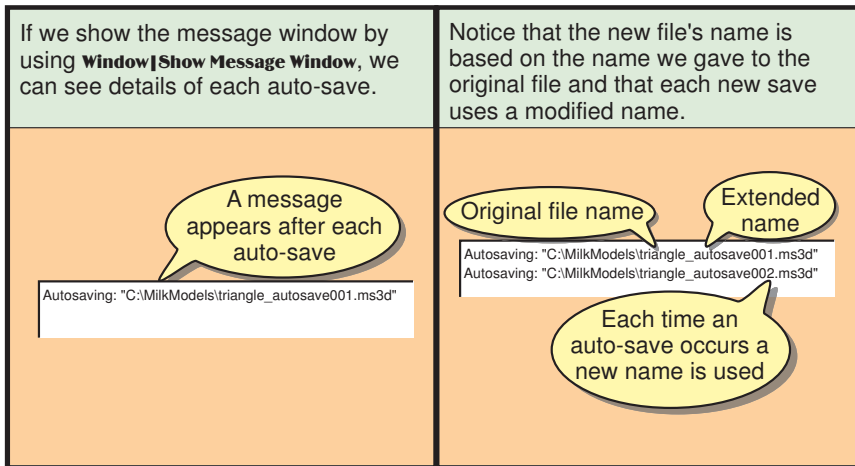 If we show the message window by
using Window|Show Message Window, we
can see details of each auto-save.
A message
appears after each
auto-save
Autosaving: "C:\MilkModels\triangle_autosave001.ms3d"
Notice that the new file's name is
based on the name we gave to the
original file and that each new save
uses a modified name.
Original file name
Extended
name
Autosaving: "C:\MilkModels\triangle_autosave001.ms3d"
Autosaving: "C:\MilkModels\triangle_autosave002.ms3d"
Each time an
auto-save occurs a
new name is used